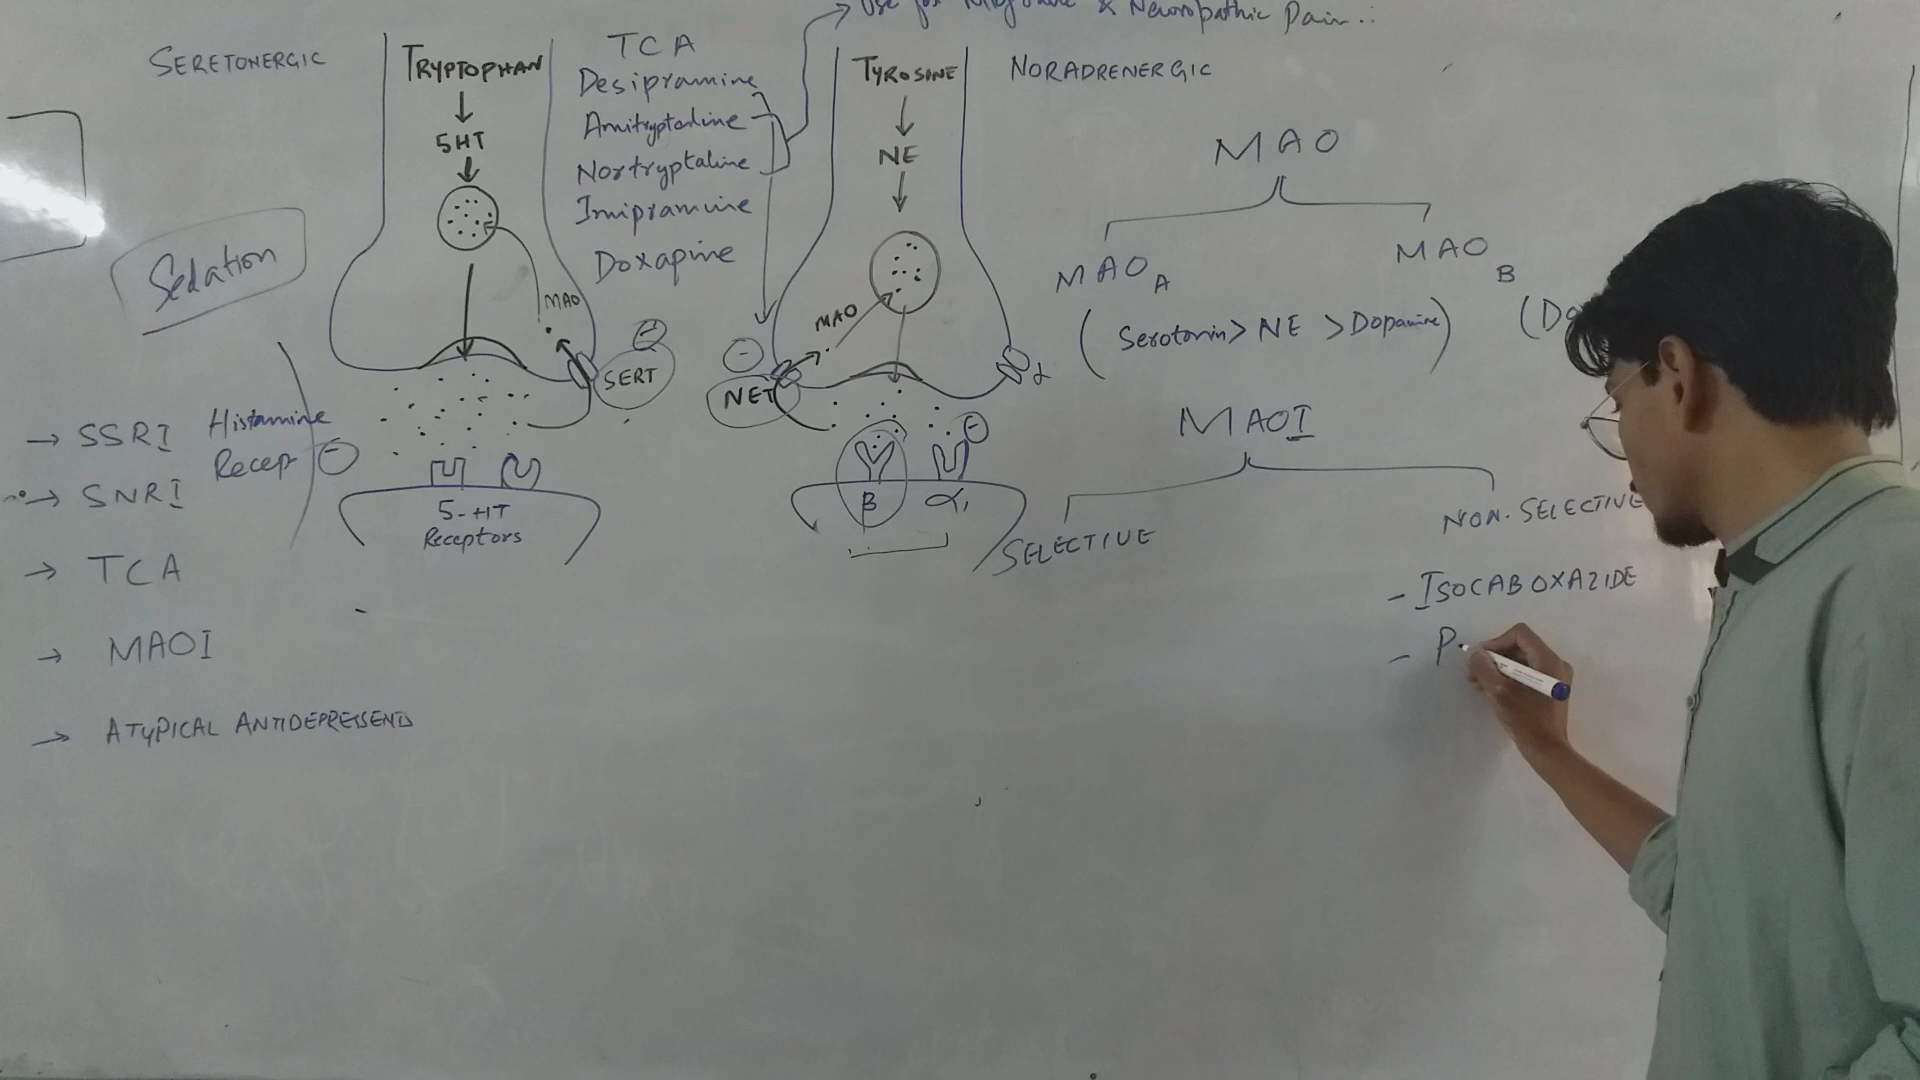 Use for Migraine & Neuropathic Pain..
SERETONERGIC
TRYPTOPHAN
5HT
MAO
SERT
5-HT
Receptors
TCA
Desipramine
Amitryptaline
Nortryptaline
Imipramine
Doxapine
TYROSINE
NE
MAO
NET
β
α₁
α
NORADRENERGIC
Sedation
Histamine
Recep
→ SSRI
→ SNRI
→ TCA
→ MAOI
→ ATYPICAL ANTIDEPRESSEND
MAO
MAO A
(Serotonin > NE > Dopamine)
MAO B
(Do
MAOI
SELECTIVE
NON-SELECTIVE
- ISOCABOXAZIDE
- P